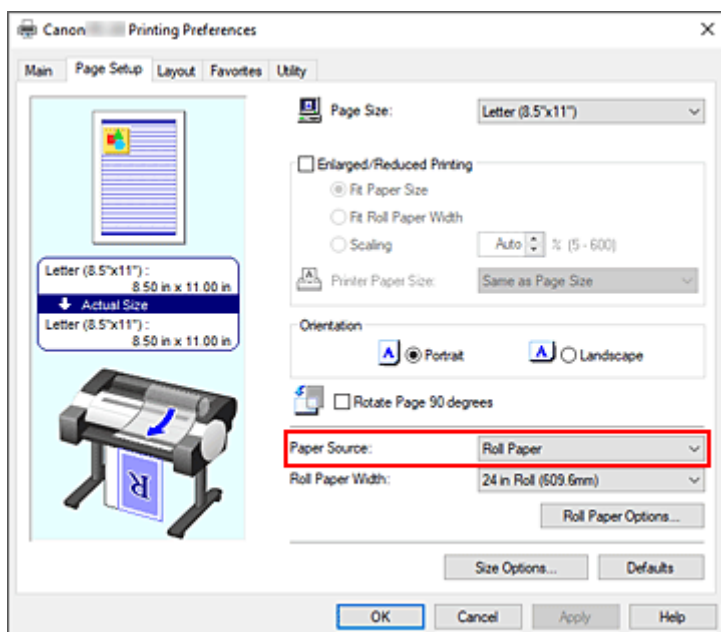 Canon Printing Preferences
Main Page Setup Layout Favorites Utility
Page Size: Letter (8.5"x11")
Enlarged/Reduced Printing
Fit Paper Size
Fit Roll Paper Width
Scaling Auto % (5 - 600)
Printer Paper Size: Same as Page Size
Letter (8.5"x11") :
8.50 in x 11.00 in
Actual Size
Letter (8.5"x11") :
8.50 in x 11.00 in
Orientation
A Portrait A Landscape
Rotate Page 90 degrees
Paper Source: Roll Paper
Roll Paper Width: 24 in Roll (609.6mm)
Roll Paper Options...
R
Size Options... Defaults
OK Cancel Apply Help